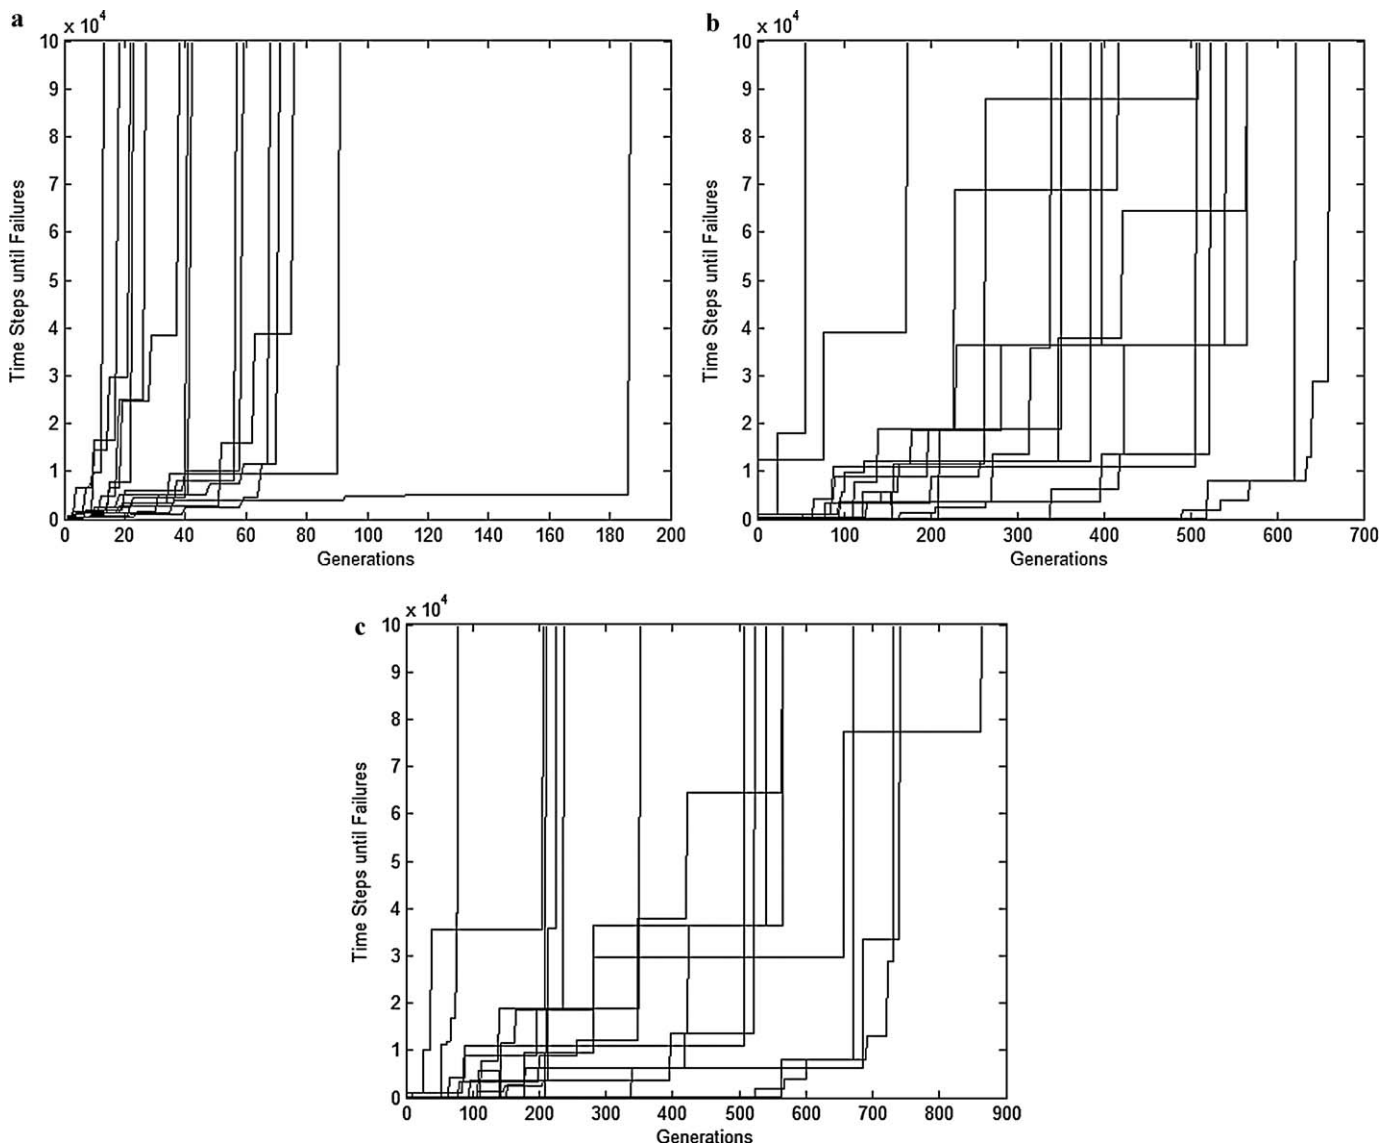 a
x 10^4
10
9
8
7
6
5
4
3
2
1
0
Time Steps until Failures
0 20 40 60 80 100 120 140 160 180 200
Generations
b
x 10^4
10
9
8
7
6
5
4
3
2
1
0
Time Steps until Failures
0 100 200 300 400 500 600 700
Generations
c
x 10^4
10
9
8
7
6
5
4
3
2
1
0
Time Steps until Failures
0 100 200 300 400 500 600 700 800 900
Generations